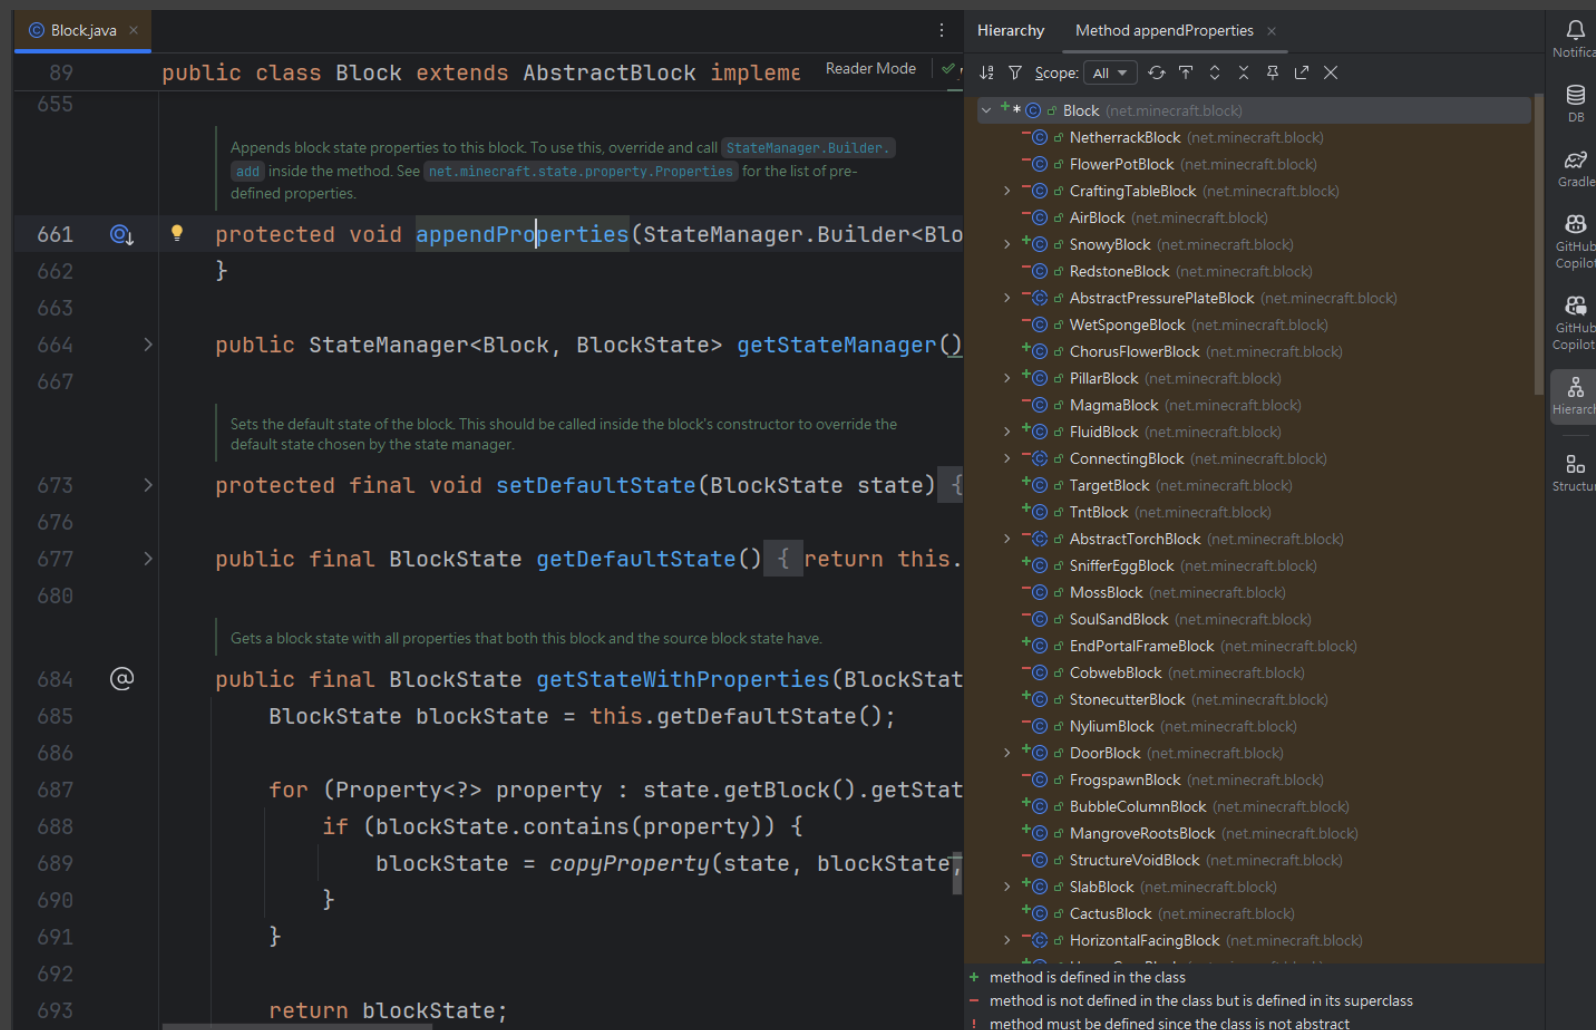 Block.java
89 public class Block extends AbstractBlock impleme
Reader Mode
655
Appends block state properties to this block. To use this, override and call StateManager.Builder.
add inside the method. See net.minecraft.state.property.Properties for the list of pre-
defined properties.
661 protected void appendProperties(StateManager.Builder<Blo
662 }
663
664 public StateManager<Block, BlockState> getStateManager()
667
Sets the default state of the block. This should be called inside the block's constructor to override the
default state chosen by the state manager.
673 protected final void setDefaultState(BlockState state) {
676
677 public final BlockState getDefaultState() { return this.
680
Gets a block state with all properties that both this block and the source block state have.
684 @ public final BlockState getStateWithProperties(BlockStat
685 BlockState blockState = this.getDefaultState();
686
687 for (Property<?> property : state.getBlock().getStat
688 if (blockState.contains(property)) {
689 blockState = copyProperty(state, blockState,
690 }
691 }
692
693 return blockState;
Hierarchy
Method appendProperties
Scope: All
* Block (net.minecraft.block)
NetherrackBlock (net.minecraft.block)
FlowerPotBlock (net.minecraft.block)
CraftingTableBlock (net.minecraft.block)
AirBlock (net.minecraft.block)
SnowyBlock (net.minecraft.block)
RedstoneBlock (net.minecraft.block)
AbstractPressurePlateBlock (net.minecraft.block)
WetSpongeBlock (net.minecraft.block)
ChorusFlowerBlock (net.minecraft.block)
PillarBlock (net.minecraft.block)
MagmaBlock (net.minecraft.block)
FluidBlock (net.minecraft.block)
ConnectingBlock (net.minecraft.block)
TargetBlock (net.minecraft.block)
TntBlock (net.minecraft.block)
AbstractTorchBlock (net.minecraft.block)
SnifferEggBlock (net.minecraft.block)
MossBlock (net.minecraft.block)
SoulSandBlock (net.minecraft.block)
EndPortalFrameBlock (net.minecraft.block)
CobwebBlock (net.minecraft.block)
StonecutterBlock (net.minecraft.block)
NyliumBlock (net.minecraft.block)
DoorBlock (net.minecraft.block)
FrogspawnBlock (net.minecraft.block)
BubbleColumnBlock (net.minecraft.block)
MangroveRootsBlock (net.minecraft.block)
StructureVoidBlock (net.minecraft.block)
SlabBlock (net.minecraft.block)
CactusBlock (net.minecraft.block)
HorizontalFacingBlock (net.minecraft.block)
+ method is defined in the class
− method is not defined in the class but is defined in its superclass
! method must be defined since the class is not abstract
Notifica
DB
Gradle
GitHub
Copilot
GitHub
Copilot
Hierarch
Structur